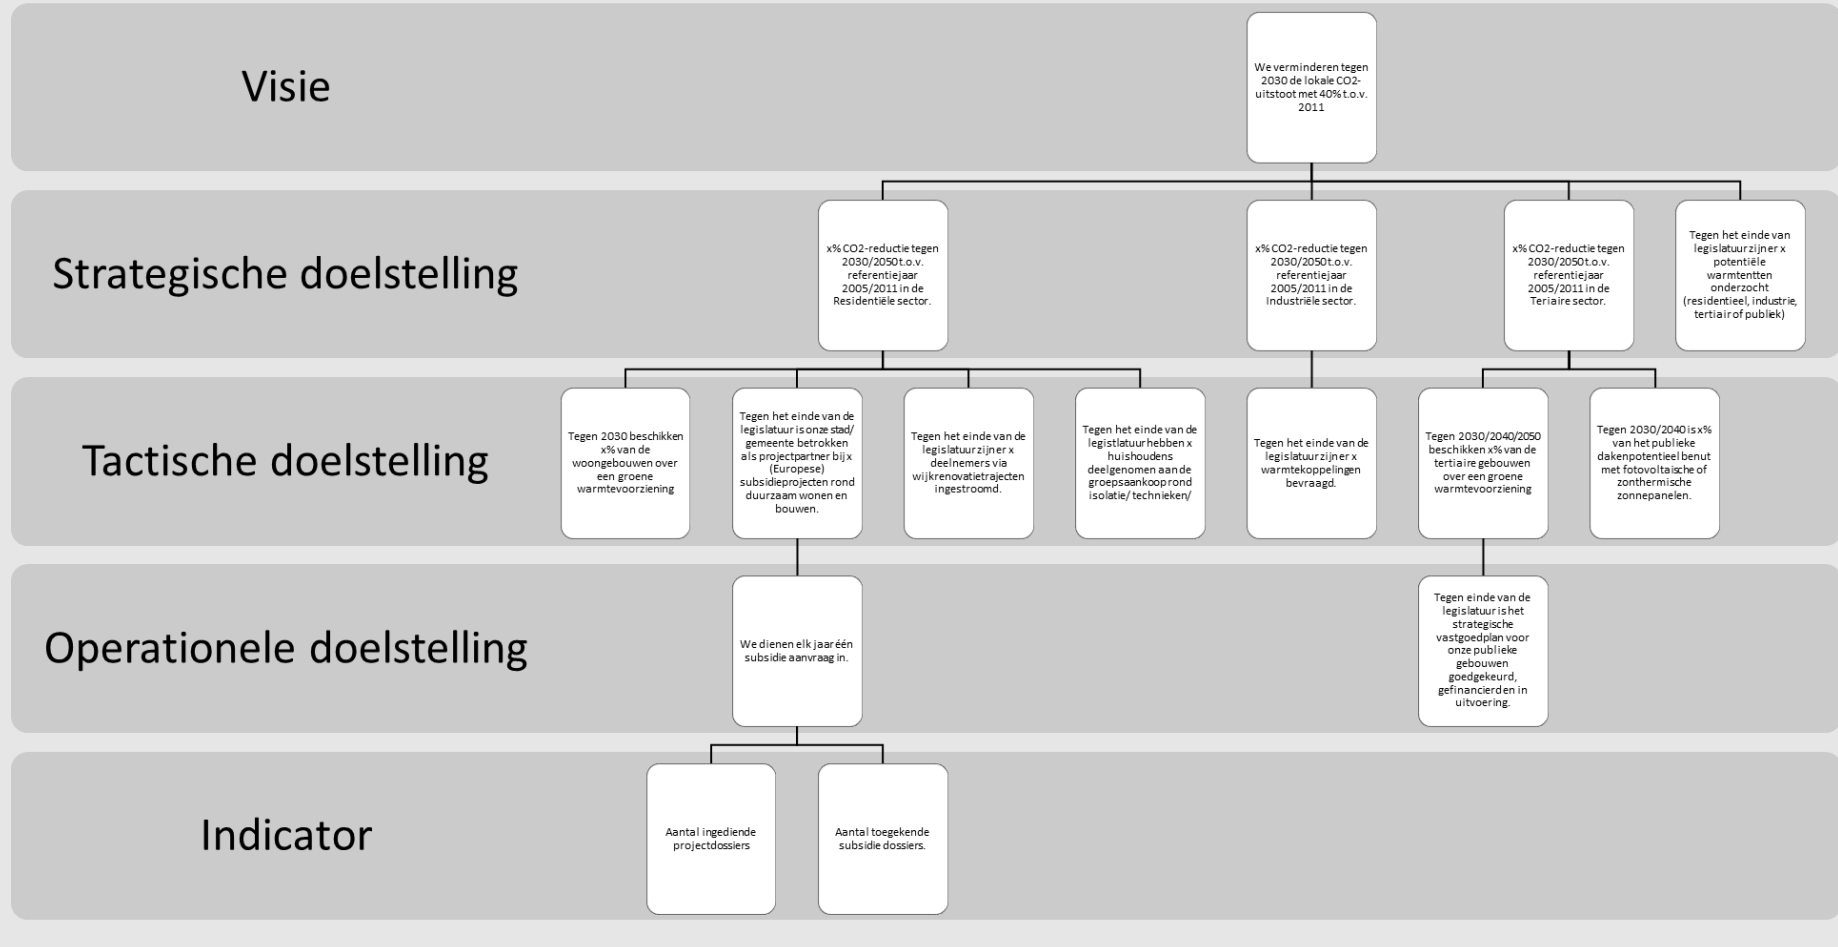 Visie
We verminderen tegen
2030 de lokale CO2-
uitstoot met 40% t.o.v.
2011
Strategische doelstelling
x% CO2-reductie tegen
2030/2050 t.o.v.
referentiejaar
2005/2011 in de
Residentiële sector.
x% CO2-reductie tegen
2030/2050 t.o.v.
referentiejaar
2005/2011 in de
Industriële sector.
x% CO2-reductie tegen
2030/2050 t.o.v.
referentiejaar
2005/2011 in de
Teriaire sector.
Tegen het einde van
legislatuur zijn er x
potentiële
warmtentten
onderzocht
(residentieel, industrie,
tertiair of publiek)
Tactische doelstelling
Tegen 2030 beschikken
x% van de
woongebouwen over
een groene
warmtevoorziening
Tegen het einde van de
legislatuur is onze stad/
gemeente betrokken
als projectpartner bij x
(Europese)
subsidieprojecten rond
duurzaam wonen en
bouwen.
Tegen het einde van de
legislatuur zijn er x
deelnemers via
wijkrenovatietrajecten
ingestroomd.
Tegen het einde van de
legistlatuur hebben x
huishoudens
deelgenomen aan de
groepsaankoop rond
isolatie/ technieken/
Tegen het einde van de
legislatuur zijn er x
warmtekoppelingen
bevraagd.
Tegen 2030/2040/2050
beschikken x% van de
tertiaire gebouwen
over een groene
warmtevoorziening
Tegen 2030/2040 is x%
van het publieke
dakenpotentieel benut
met fotovoltaische of
zonthermische
zonnepanelen.
Operationele doelstelling
We dienen elk jaar één
subsidie aanvraag in.
Tegen einde van de
legislatuur is het
strategische
vastgoedplan voor
onze publieke
gebouwen
goedgekeurd,
gefinancierd en in
uitvoering.
Indicator
Aantal ingediende
projectdossiers
Aantal toegekende
subsidie dossiers.